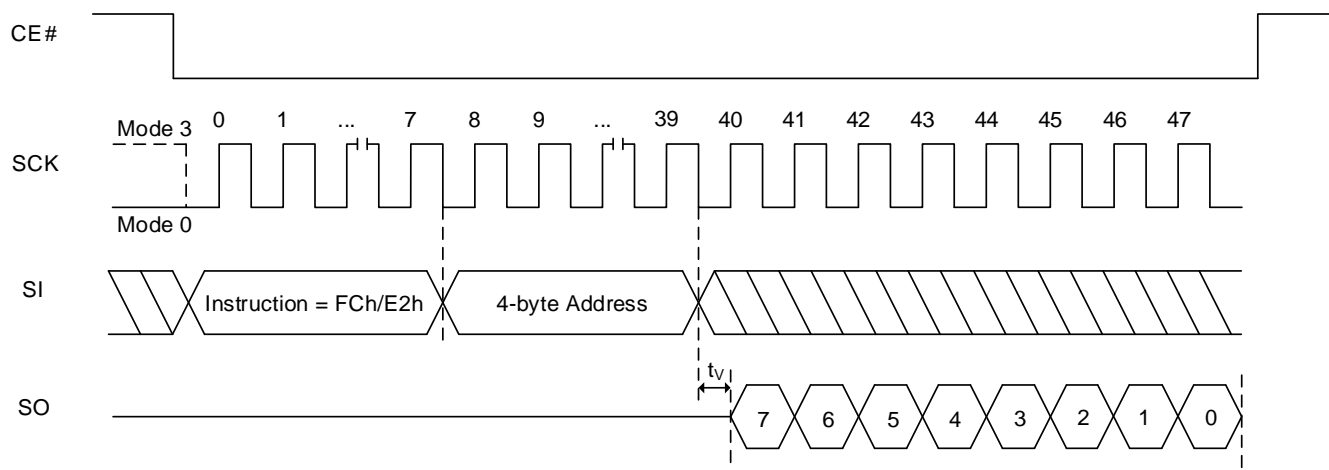 CE#
Mode 3
0 1 ... 7 8 9 ... 39 40 41 42 43 44 45 46 47
SCK
Mode 0
SI
Instruction = FCh/E2h
4-byte Address
tV
SO
7 6 5 4 3 2 1 0